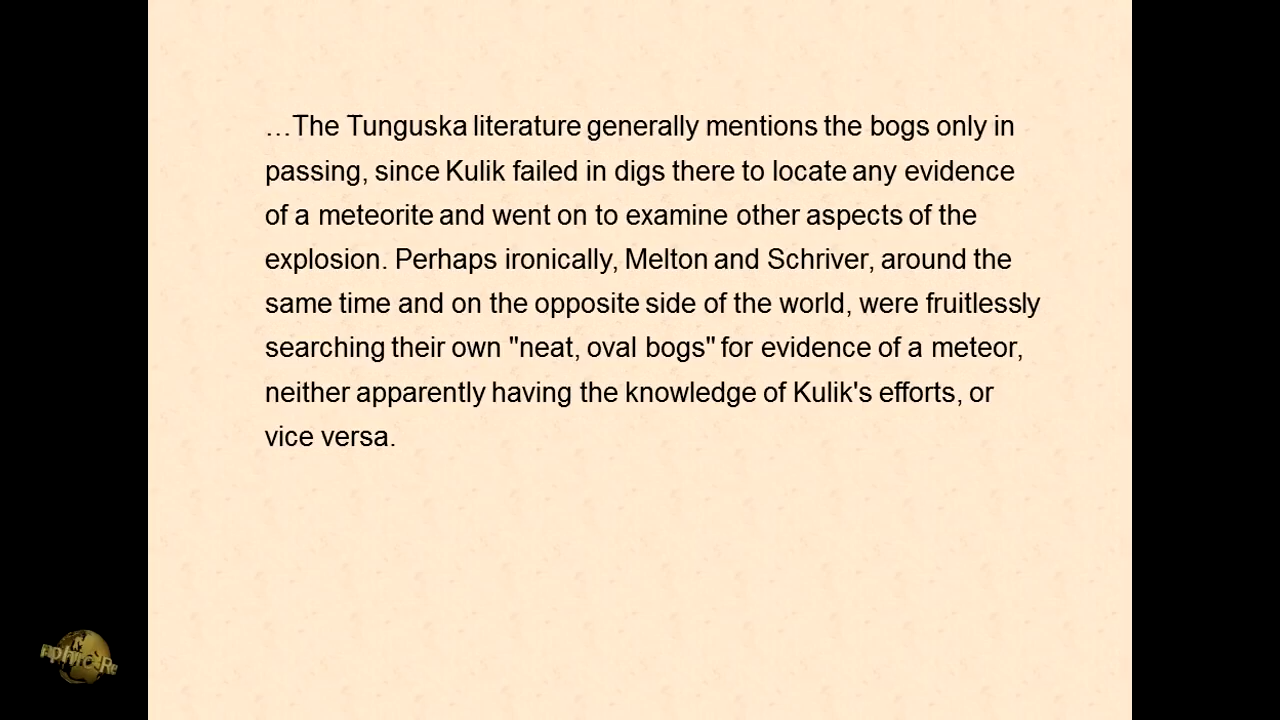 …The Tunguska literature generally mentions the bogs only in
passing, since Kulik failed in digs there to locate any evidence
of a meteorite and went on to examine other aspects of the
explosion. Perhaps ironically, Melton and Schriver, around the
same time and on the opposite side of the world, were fruitlessly
searching their own "neat, oval bogs" for evidence of a meteor,
neither apparently having the knowledge of Kulik's efforts, or
vice versa.